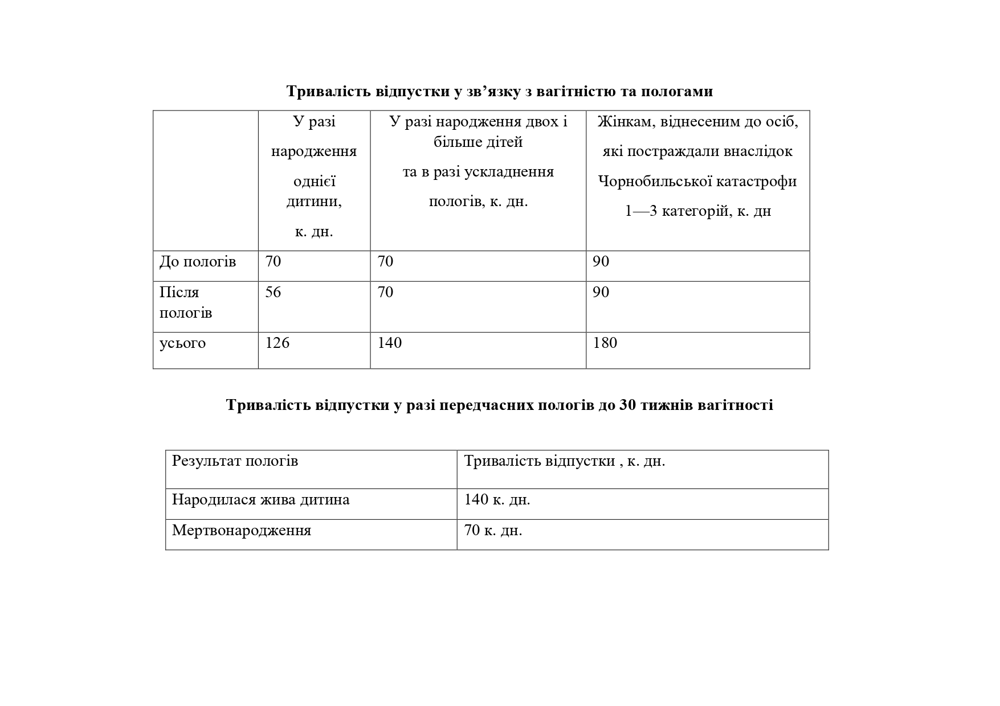 Тривалість відпустки у зв’язку з вагітністю та пологами
У разі
народження
однієї
дитини,
к. дн.
У разі народження двох і
більше дітей
та в разі ускладнення
пологів, к. дн.
Жінкам, віднесеним до осіб,
які постраждали внаслідок
Чорнобильської катастрофи
1—3 категорій, к. дн
До пологів 70 70 90
Після
пологів
56 70 90
усього 126 140 180
Тривалість відпустки у разі передчасних пологів до 30 тижнів вагітності
Результат пологів Тривалість відпустки , к. дн.
Народилася жива дитина 140 к. дн.
Мертвонародження 70 к. дн.